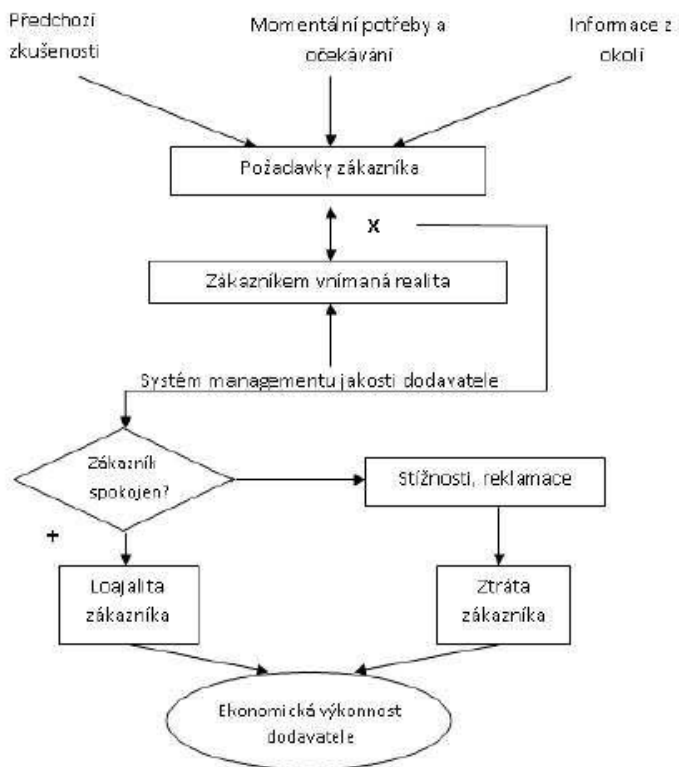 Předchozí
zkušenosti
Momentální potřeby a
očekávání
Informace z
okolí
Požadavky zákazníka
X
Zákazníkem vnímaná realita
Systém managementu jakosti dodavatele
Zákazník
spokojen?
Stížnosti, reklamace
+
Loajalita
zákazníka
Ztráta
zákazníka
Ekonomická výkonnost
dodavatele